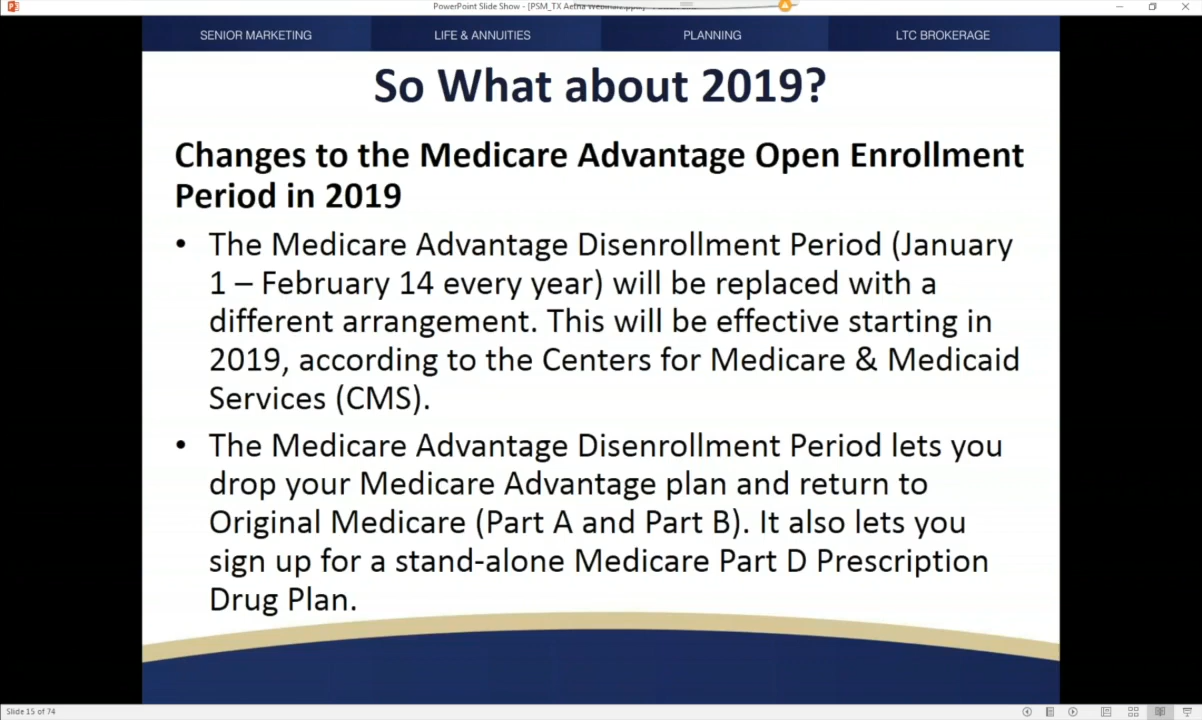 PowerPoint Slide Show - [PSM_TX Aetna
SENIOR MARKETING
LIFE & ANNUITIES
PLANNING
LTC BROKERAGE
So What about 2019?
Changes to the Medicare Advantage Open Enrollment
Period in 2019
• The Medicare Advantage Disenrollment Period (January
1 – February 14 every year) will be replaced with a
different arrangement. This will be effective starting in
2019, according to the Centers for Medicare & Medicaid
Services (CMS).
• The Medicare Advantage Disenrollment Period lets you
drop your Medicare Advantage plan and return to
Original Medicare (Part A and Part B). It also lets you
sign up for a stand-alone Medicare Part D Prescription
Drug Plan.
Slide 15 of 74